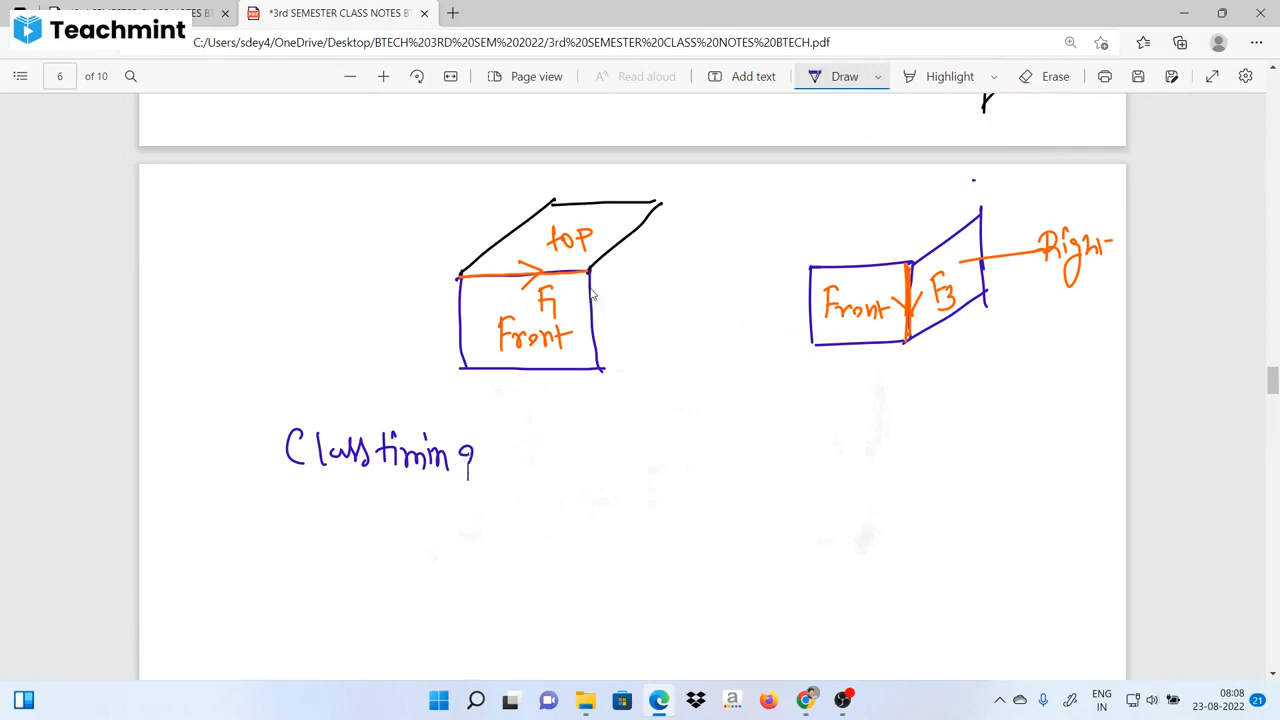 *3rd SEMESTER CLASS NOTES BT
Teachmint
C:/Users/sdey4/OneDrive/Desktop/BTECH%203RD%20SEM%202022/3rd%20SEMESTER%20CLASS%20NOTES%20BTECH.pdf
6 of 10 Page view Read aloud Add text Draw Highlight Erase
top
Right
F1
Front
Front
F3
Class timing
ENG
IN
08:08
23-08-2022
21